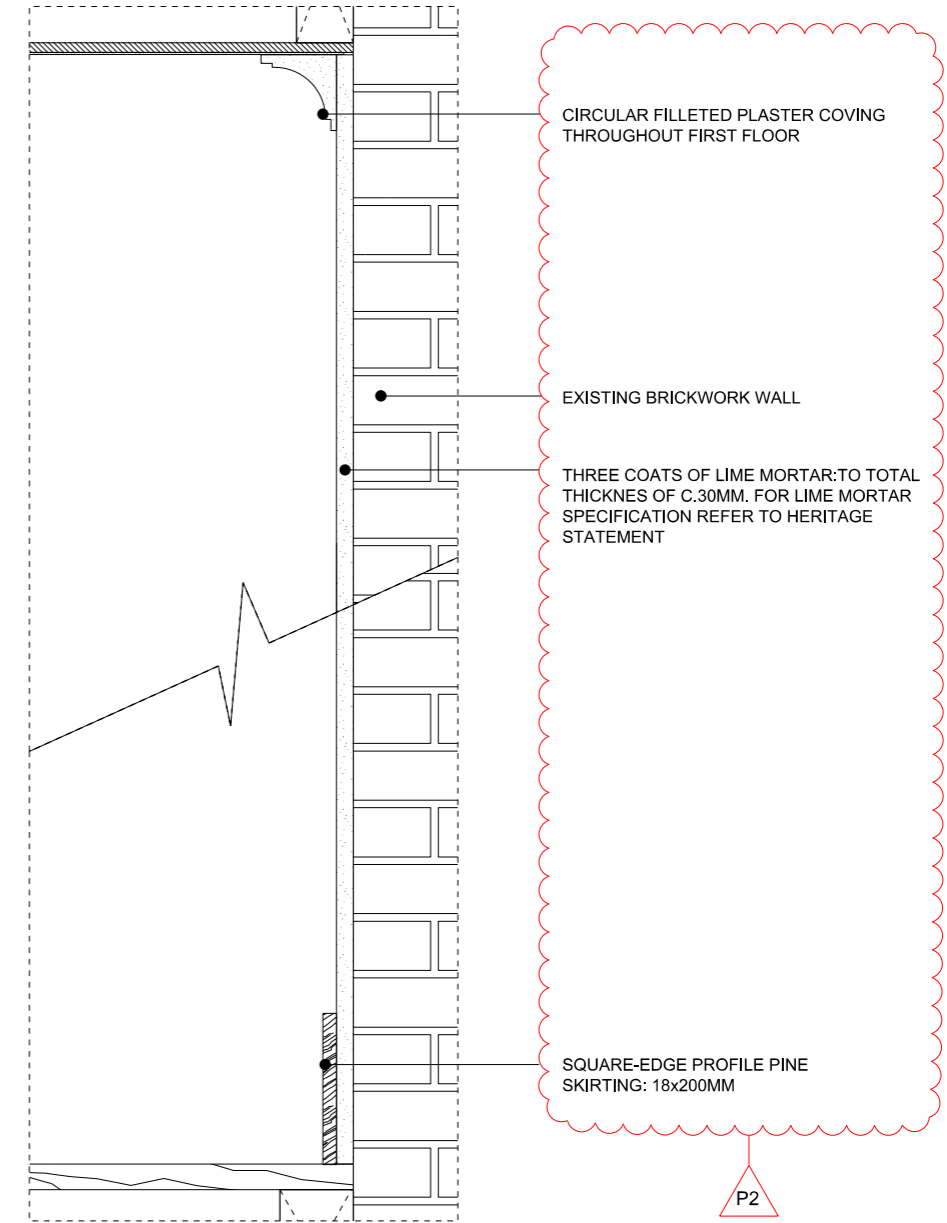 CIRCULAR FILLETED PLASTER COVING
THROUGHOUT FIRST FLOOR
EXISTING BRICKWORK WALL
THREE COATS OF LIME MORTAR:TO TOTAL
THICKNES OF C.30MM. FOR LIME MORTAR
SPECIFICATION REFER TO HERITAGE
STATEMENT
SQUARE-EDGE PROFILE PINE
SKIRTING: 18x200MM
P2